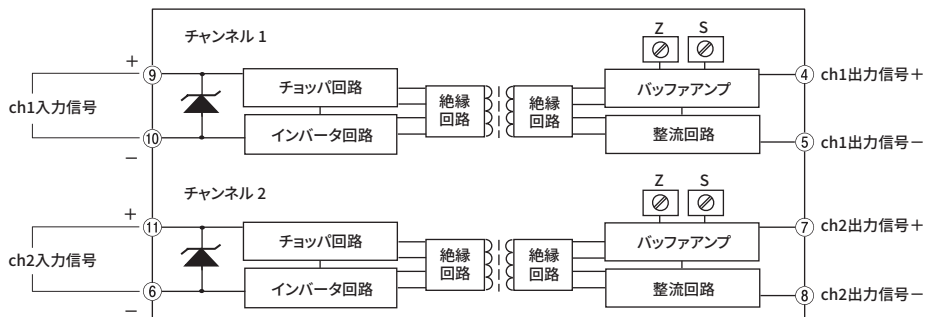 チャンネル 1
Z S
+
⑨
チョッパ回路
絶縁
回路
絶縁
回路
バッファアンプ
④ ch1出力信号+
ch1入力信号
インバータ回路
整流回路
⑩
−
⑤ ch1出力信号−
チャンネル 2
Z S
+
⑪
チョッパ回路
絶縁
回路
絶縁
回路
バッファアンプ
⑦ ch2出力信号+
ch2入力信号
インバータ回路
整流回路
⑥
−
⑧ ch2出力信号−